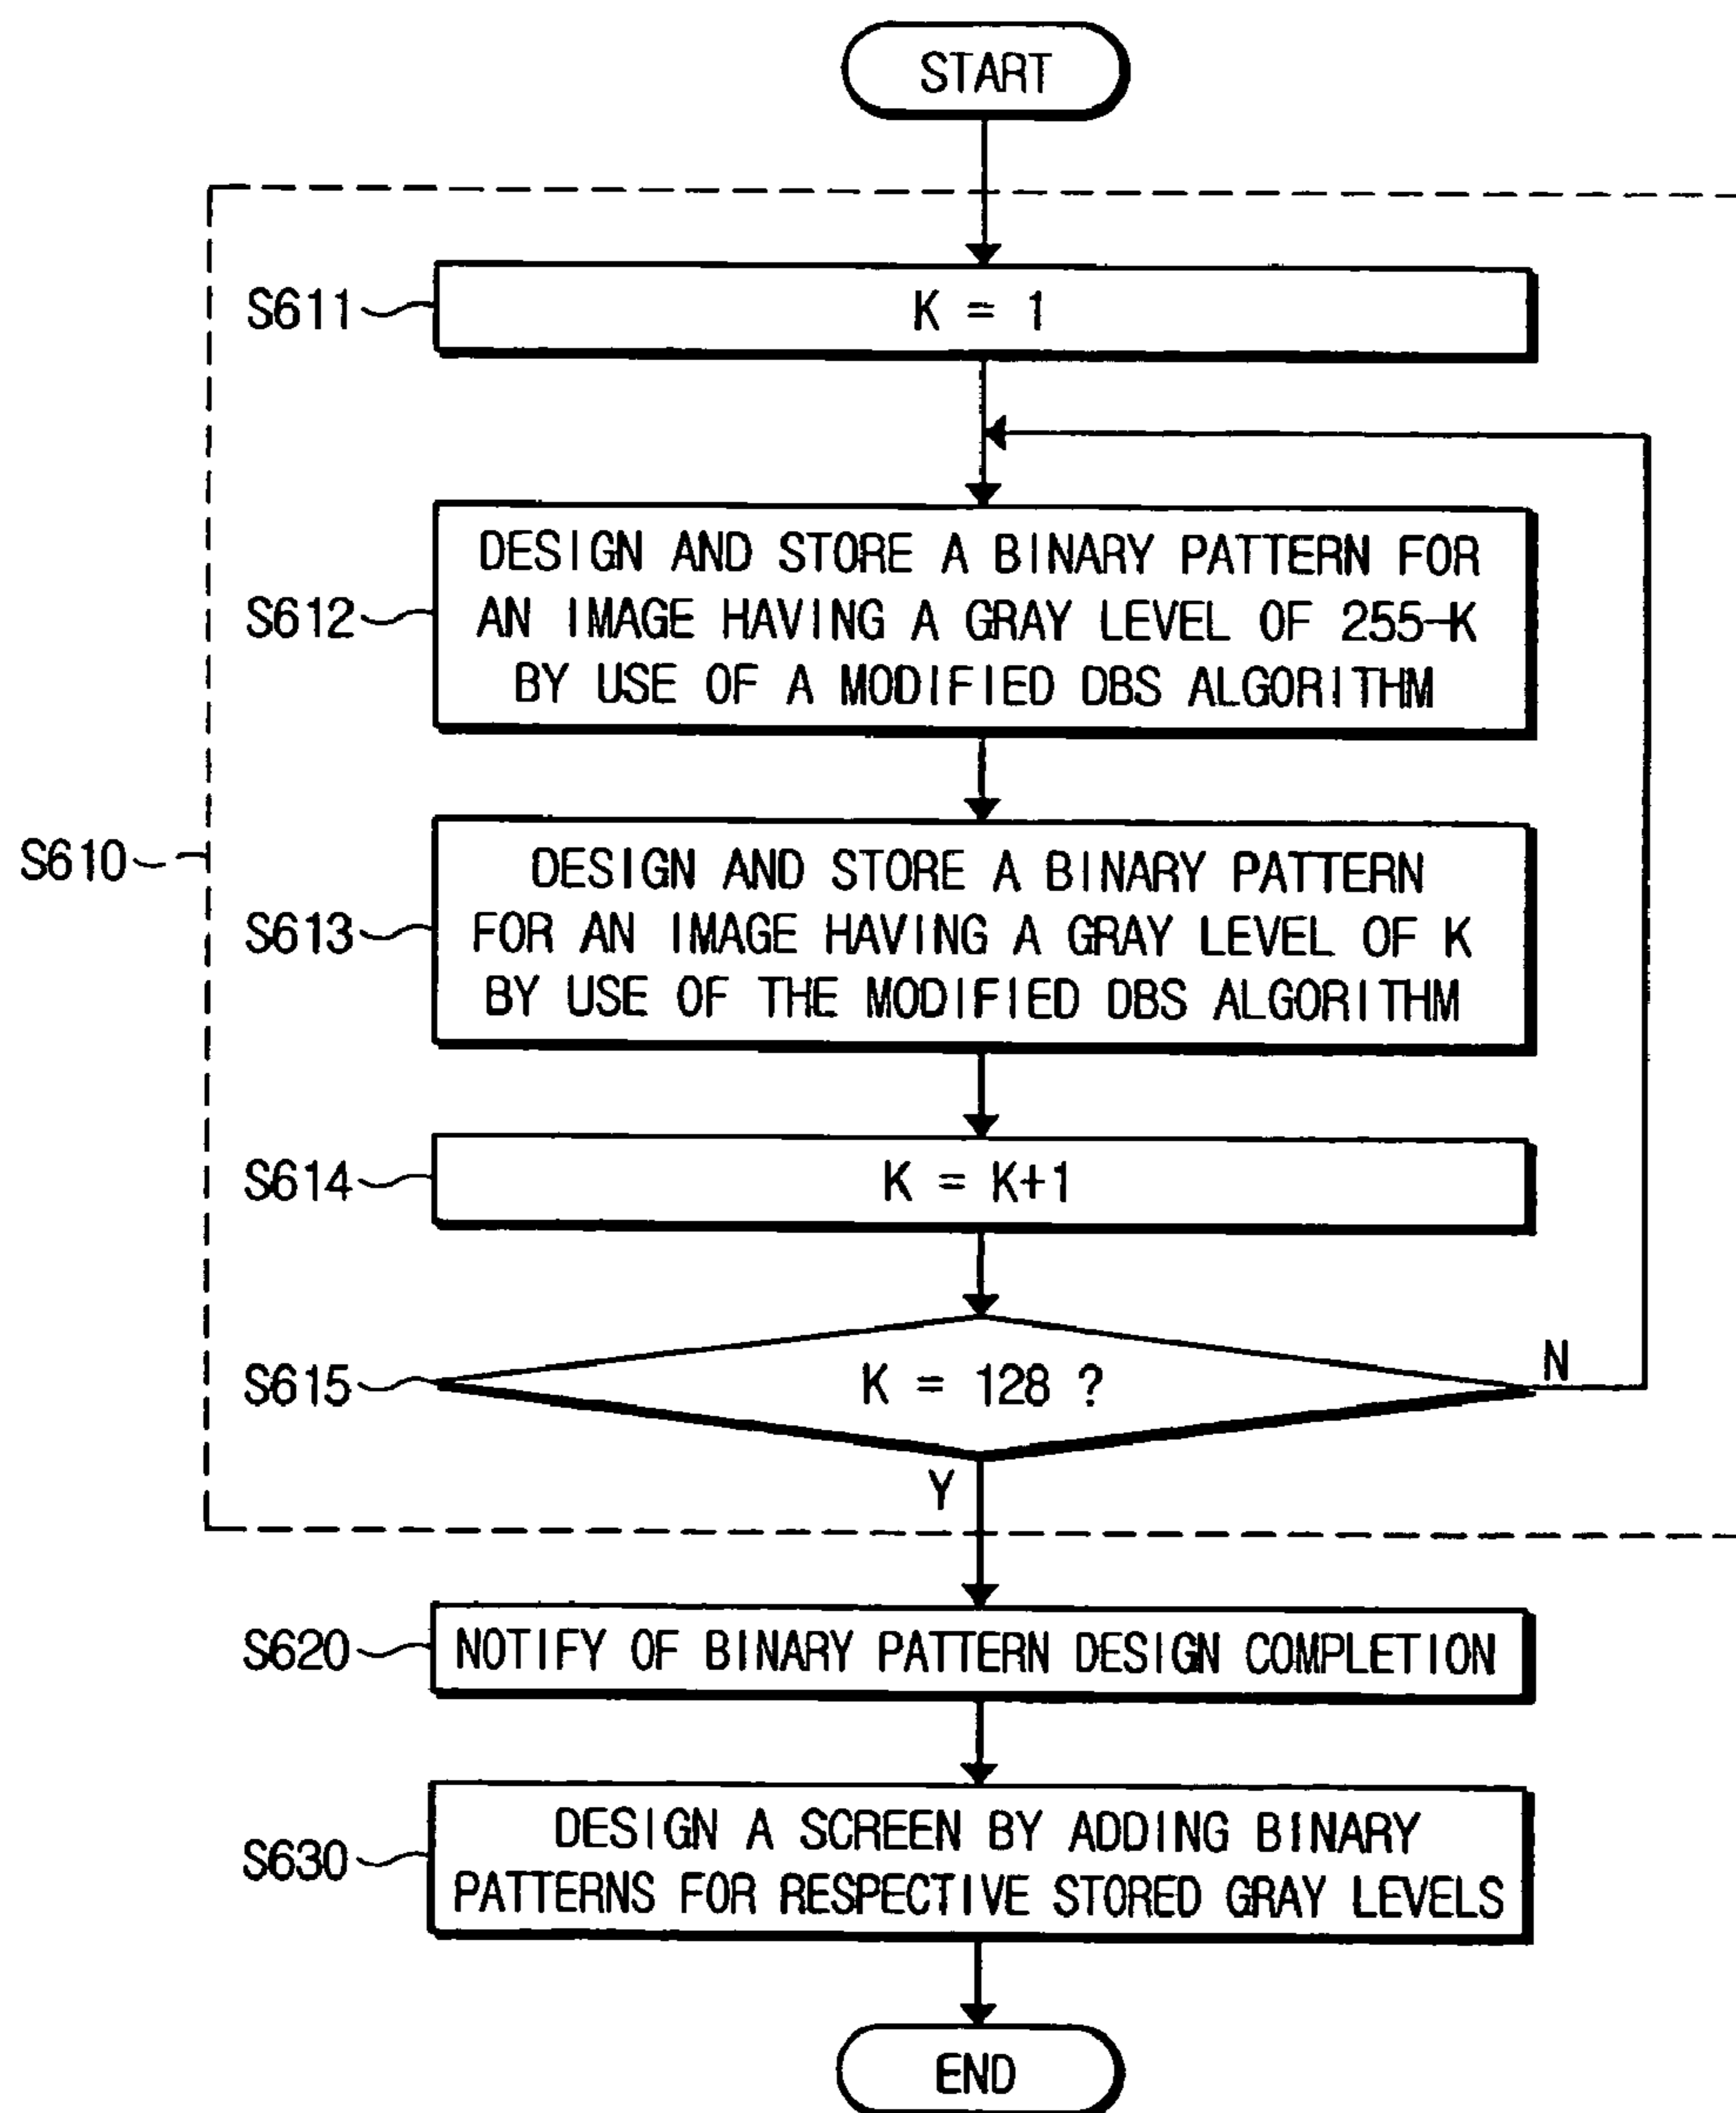 START
S611
K = 1
S612
DESIGN AND STORE A BINARY PATTERN FOR
AN IMAGE HAVING A GRAY LEVEL OF 255-K
BY USE OF A MODIFIED DBS ALGORITHM
S610
S613
DESIGN AND STORE A BINARY PATTERN
FOR AN IMAGE HAVING A GRAY LEVEL OF K
BY USE OF THE MODIFIED DBS ALGORITHM
S614
K = K+1
S615
K = 128 ?
N
Y
S620
NOTIFY OF BINARY PATTERN DESIGN COMPLETION
S630
DESIGN A SCREEN BY ADDING BINARY
PATTERNS FOR RESPECTIVE STORED GRAY LEVELS
END